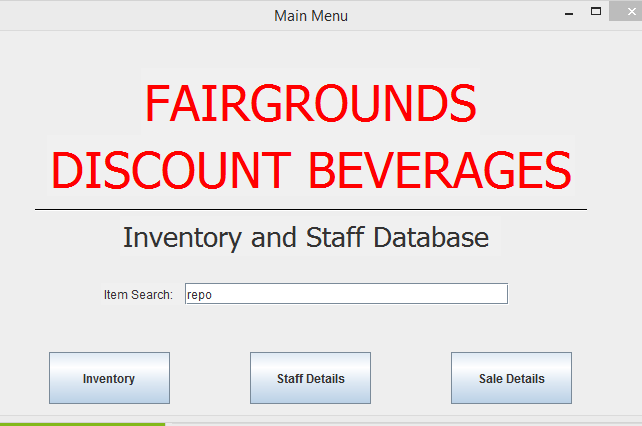 Main Menu
FAIRGROUNDS
DISCOUNT BEVERAGES
Inventory and Staff Database
Item Search: repo
Inventory Staff Details Sale Details